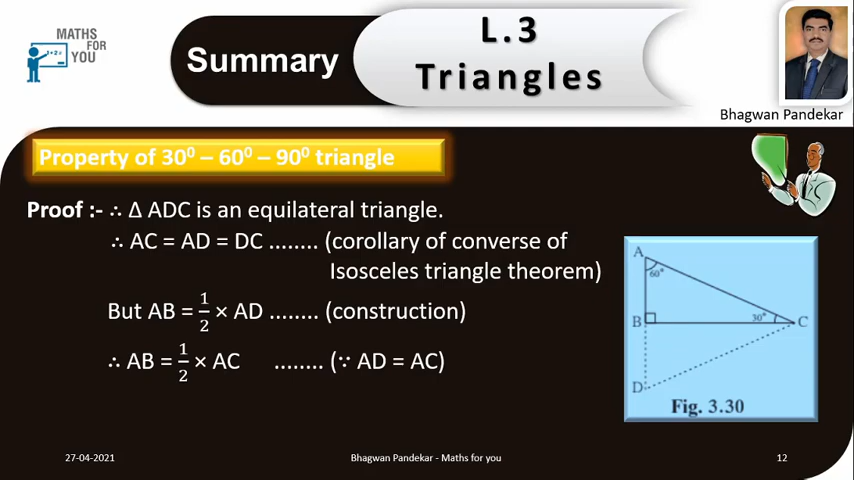 MATHS
FOR
YOU
1+2=
Summary
L.3
Triangles
Bhagwan Pandekar
Property of 30⁰ – 60⁰ – 90⁰ triangle
Proof :- ∴ Δ ADC is an equilateral triangle.
∴ AC = AD = DC ........ (corollary of converse of
Isosceles triangle theorem)
But AB = 1/2 × AD ........ (construction)
∴ AB = 1/2 × AC ........ (∵ AD = AC)
A
60°
B
30°
C
D
Fig. 3.30
27-04-2021
Bhagwan Pandekar - Maths for you
12